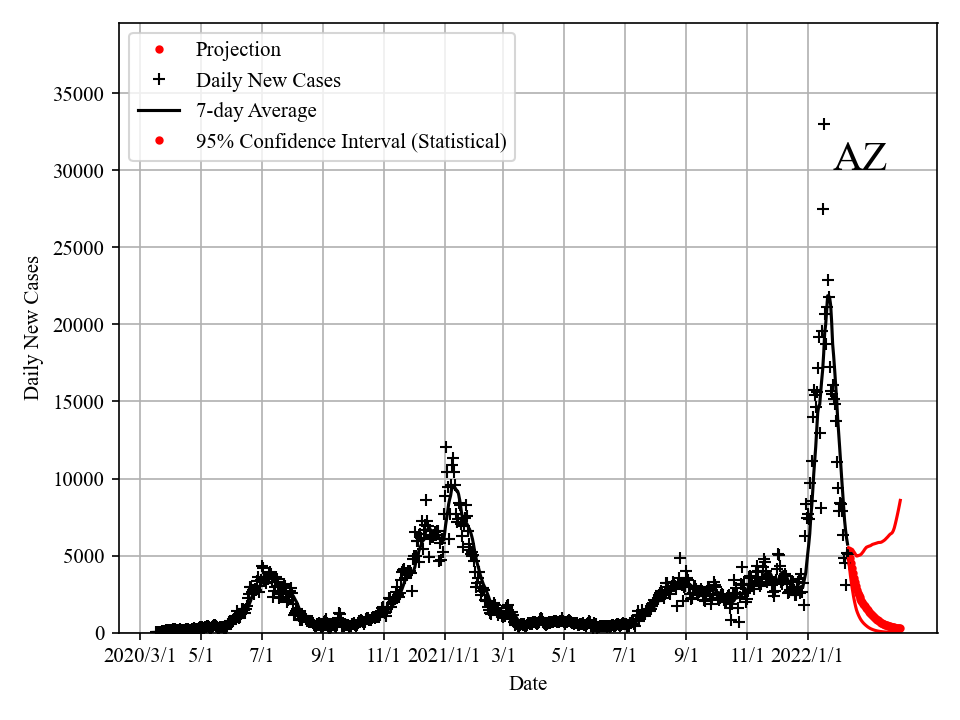 Projection
Daily New Cases
7-day Average
95% Confidence Interval (Statistical)
AZ
Daily New Cases
35000
30000
25000
20000
15000
10000
5000
0
2020/3/1 5/1 7/1 9/1 11/1 2021/1/1 3/1 5/1 7/1 9/1 11/1 2022/1/1
Date